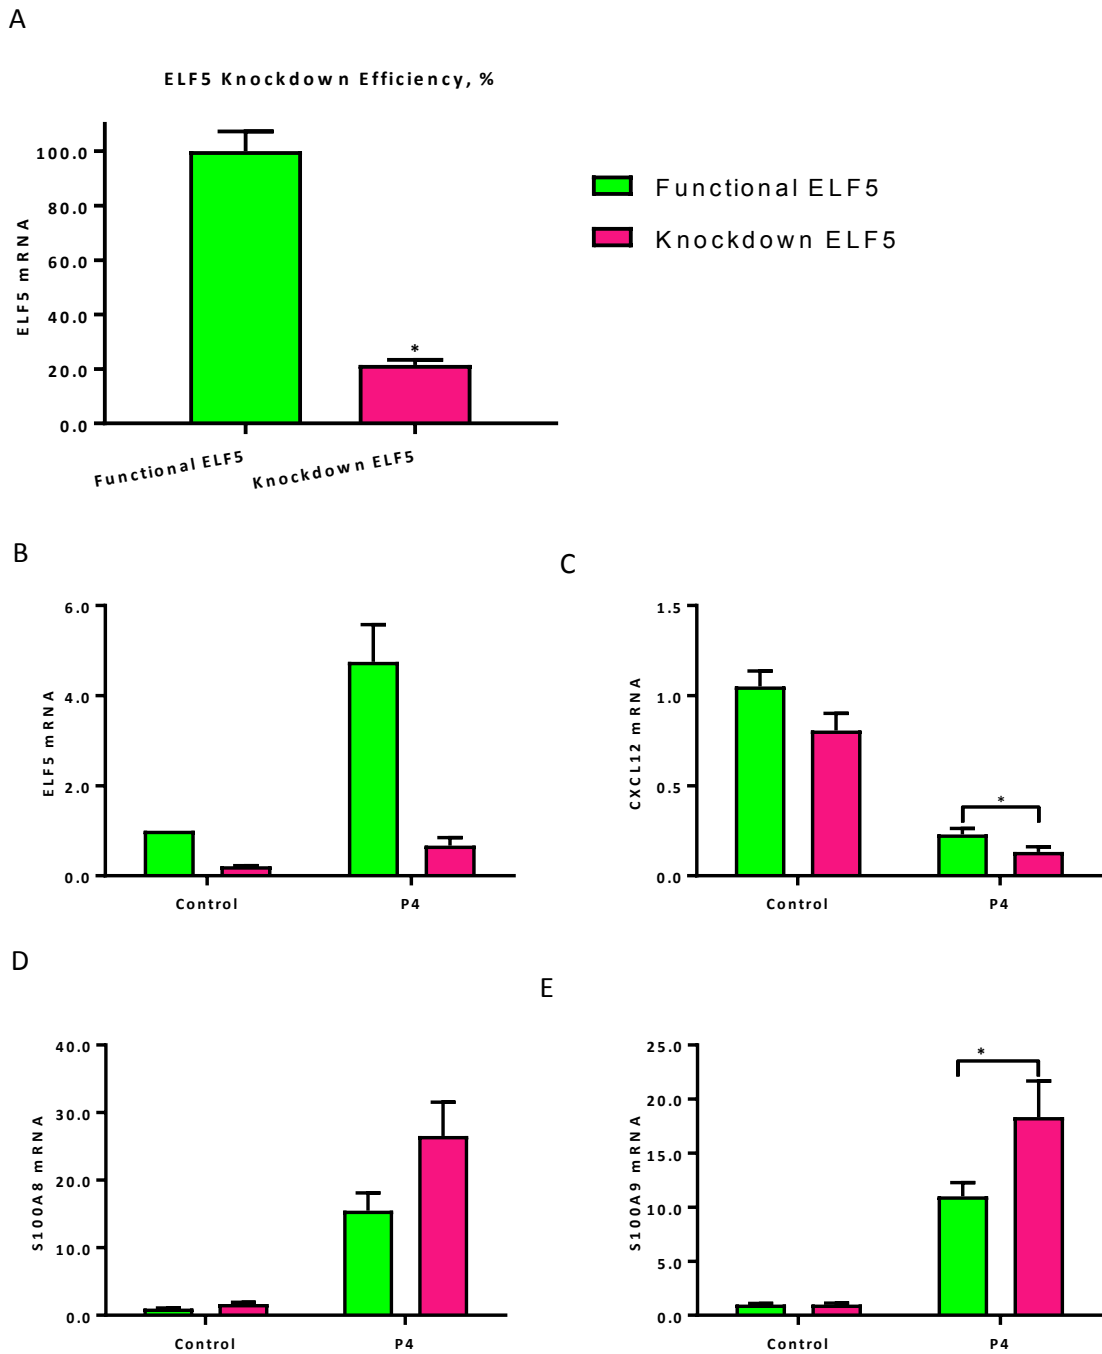 A
ELF5 Knockdown Efficiency, %
ELF5 mRNA
100.0
80.0
60.0
40.0
20.0
0.0
*
Functional ELF5
Knockdown ELF5
Functional ELF5
Knockdown ELF5
B
ELF5 mRNA
6.0
4.0
2.0
0.0
Control
P4
C
CXCL12 mRNA
1.5
1.0
0.5
0.0
*
Control
P4
D
S100A8 mRNA
40.0
30.0
20.0
10.0
0.0
Control
P4
E
S100A9 mRNA
25.0
20.0
15.0
10.0
5.0
0.0
*
Control
P4